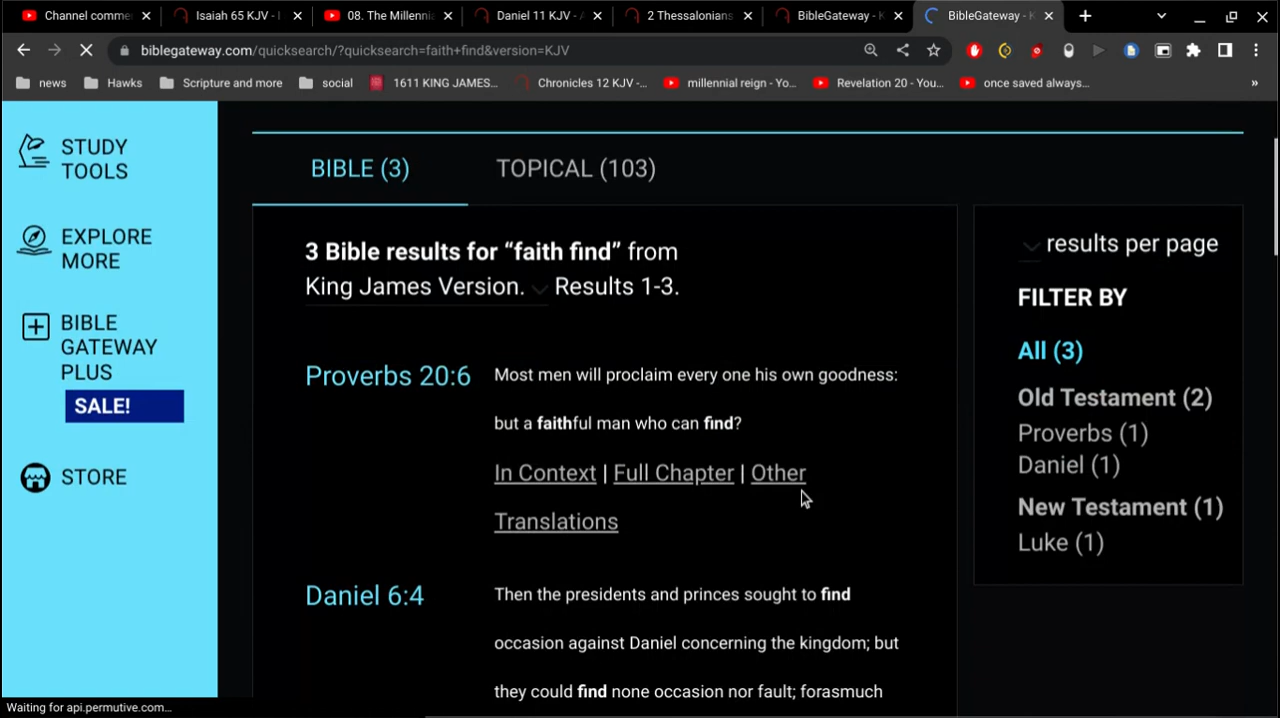 Channel comme
Isaiah 65 KJV - I
08. The Millennia
Daniel 11 KJV - A
2 Thessalonians
BibleGateway - K
BibleGateway - K
biblegateway.com/quicksearch/?quicksearch=faith+find&version=KJV
news
Hawks
Scripture and more
social
1611 KING JAMES...
Chronicles 12 KJV -...
millennial reign - Yo...
Revelation 20 - You...
once saved always...
»
STUDY
TOOLS
EXPLORE
MORE
BIBLE
GATEWAY
PLUS
SALE!
STORE
BIBLE (3)
TOPICAL (103)
3 Bible results for “faith find” from
King James Version. Results 1-3.
Proverbs 20:6
Most men will proclaim every one his own goodness:
but a faithful man who can find?
In Context | Full Chapter | Other
Translations
Daniel 6:4
Then the presidents and princes sought to find
occasion against Daniel concerning the kingdom; but
they could find none occasion nor fault; forasmuch
results per page
FILTER BY
All (3)
Old Testament (2)
Proverbs (1)
Daniel (1)
New Testament (1)
Luke (1)
Waiting for api.permutive.com...